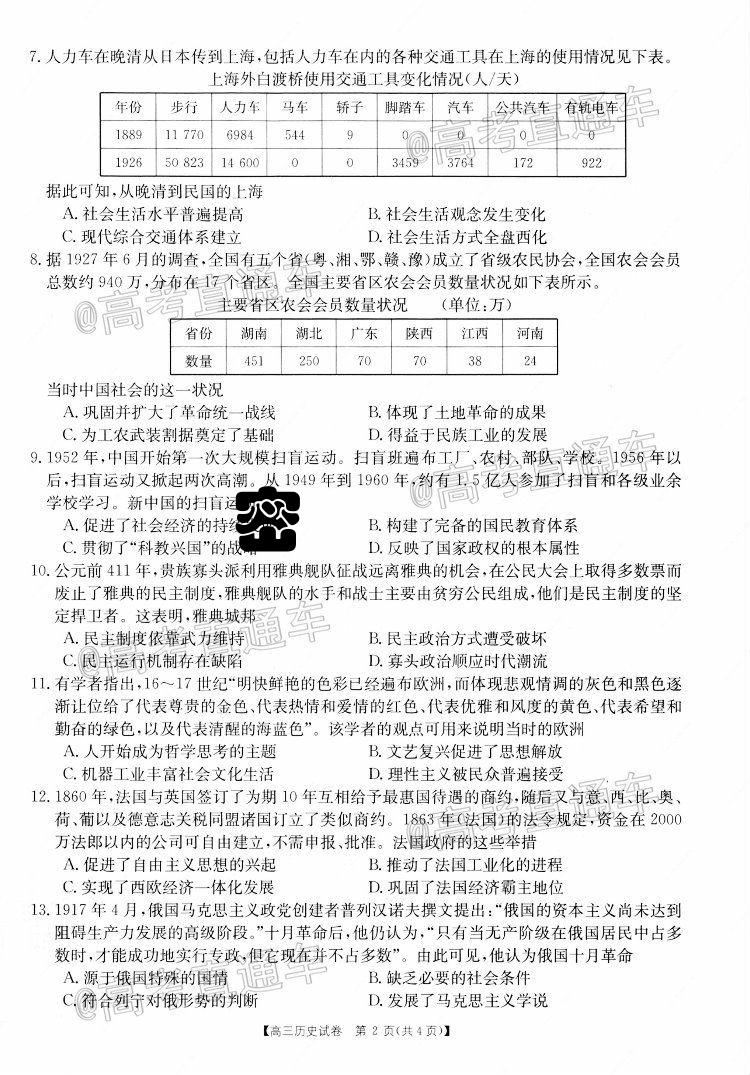 7. 人力车在晚清从日本传到上海,包括人力车在内的各种交通工具在上海的使用情况见下表。
上海外白渡桥使用交通工具变化情况(人/天)
年份 步行 人力车 马车 轿子 脚踏车 汽车 公共汽车 有轨电车
1889 11 770 6984 544 9 0 0 0 0
1926 50 823 14 600 0 0 3459 3764 172 922
据此可知,从晚清到民国的上海
A. 社会生活水平普遍提高 B. 社会生活观念发生变化
C. 现代综合交通体系建立 D. 社会生活方式全盘西化
8. 据 1927 年 6 月的调查,全国有五个省(粤、湘、鄂、赣、豫)成立了省级农民协会,全国农会会员
总数约 940 万,分布在 17 个省区。全国主要省区农会会员数量状况如下表所示。
主要省区农会会员数量状况 (单位:万)
省份 湖南 湖北 广东 陕西 江西 河南
数量 451 250 70 70 38 24
当时中国社会的这一状况
A. 巩固并扩大了革命统一战线 B. 体现了土地革命的成果
C. 为工农武装割据奠定了基础 D. 得益于民族工业的发展
9. 1952 年,中国开始第一次大规模扫盲运动。扫盲班遍布工厂、农村、部队、学校。1956 年以
后,扫盲运动又掀起两次高潮。从 1949 年到 1960 年,约有 1.5 亿人参加了扫盲和各级业余
学校学习。新中国的扫盲运
A. 促进了社会经济的持续 B. 构建了完备的国民教育体系
C. 贯彻了“科教兴国”的战略 D. 反映了国家政权的根本属性
10. 公元前 411 年,贵族寡头派利用雅典舰队征战远离雅典的机会,在公民大会上取得多数票而
废止了雅典的民主制度,雅典舰队的水手和战士主要由贫穷公民组成,他们是民主制度的坚
定捍卫者。这表明,雅典城邦
A. 民主制度依靠武力维持 B. 民主政治方式遭受破坏
C. 民主运行机制存在缺陷 D. 寡头政治顺应时代潮流
11. 有学者指出,16～17 世纪“明快鲜艳的色彩已经遍布欧洲,而体现悲观情调的灰色和黑色逐
渐让位给了代表尊贵的金色、代表热情和爱情的红色、代表优雅和风度的黄色、代表希望和
勤奋的绿色,以及代表清醒的海蓝色”。该学者的观点可用来说明当时的欧洲
A. 人开始成为哲学思考的主题 B. 文艺复兴促进了思想解放
C. 机器工业丰富社会文化生活 D. 理性主义被民众普遍接受
12. 1860 年,法国与英国签订了为期 10 年互相给予最惠国待遇的商约,随后又与意、西、比、奥、
荷、葡以及德意志关税同盟诸国订立了类似商约。1863 年(法国)的法令规定,资金在 2000
万法郎以内的公司可自由建立,不需申报、批准。法国政府的这些举措
A. 促进了自由主义思想的兴起 B. 推动了法国工业化的进程
C. 实现了西欧经济一体化发展 D. 巩固了法国经济霸主地位
13. 1917 年 4 月,俄国马克思主义政党创建者普列汉诺夫撰文提出:“俄国的资本主义尚未达到
阻碍生产力发展的高级阶段。”十月革命后,他仍认为,“只有当无产阶级在俄国居民中占多
数时,才能成功地实行专政,但它现在并不占多数”。由此可见,他认为俄国十月革命
A. 源于俄国特殊的国情 B. 缺乏必要的社会条件
C. 符合列宁对俄形势的判断 D. 发展了马克思主义学说
【高三历史试卷 第 2 页(共 4 页)】
@高考直通车
@高考直通车
@高考直通车
@高考直通车
@高考直通车
@高考直通车
@高考直通车